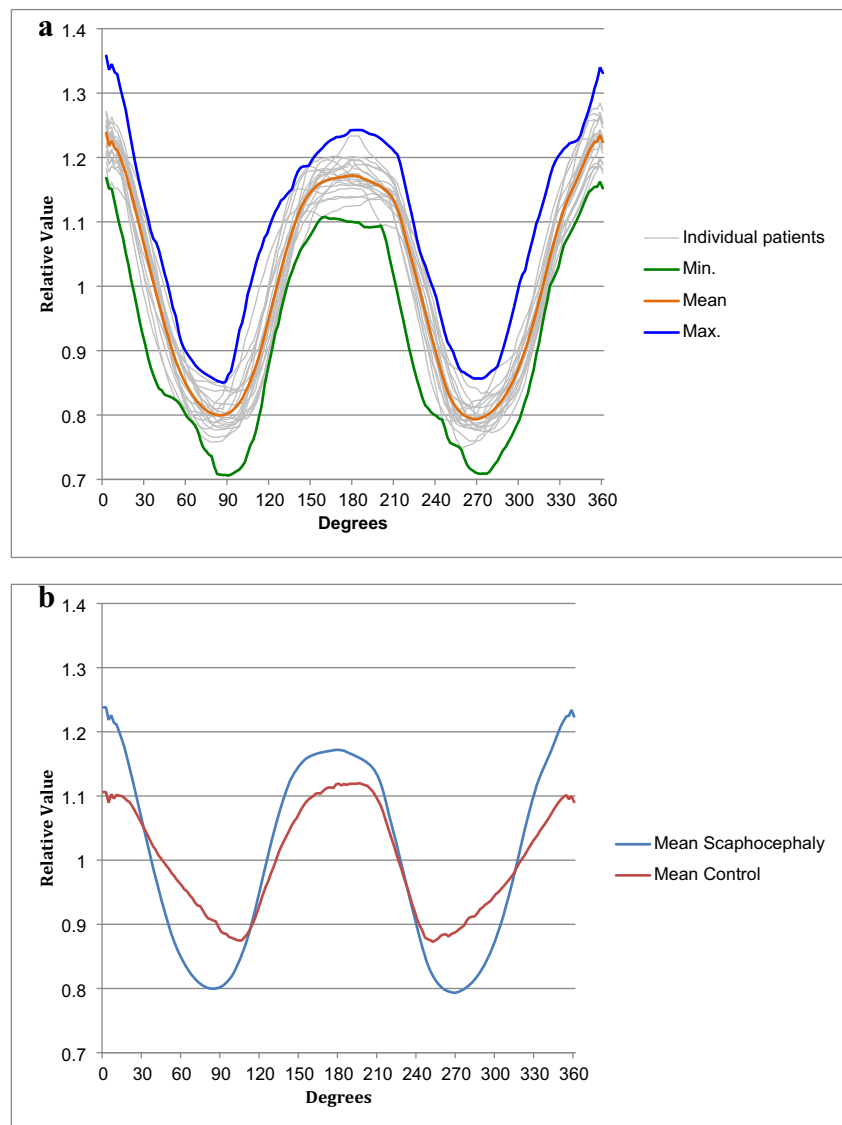 a
1.4
1.3
1.2
1.1
1
0.9
0.8
0.7
Relative Value
0 30 60 90 120 150 180 210 240 270 300 330 360
Degrees
Individual patients
Min.
Mean
Max.
b
1.4
1.3
1.2
1.1
1
0.9
0.8
0.7
Relative Value
0 30 60 90 120 150 180 210 240 270 300 330 360
Degrees
Mean Scaphocephaly
Mean Control